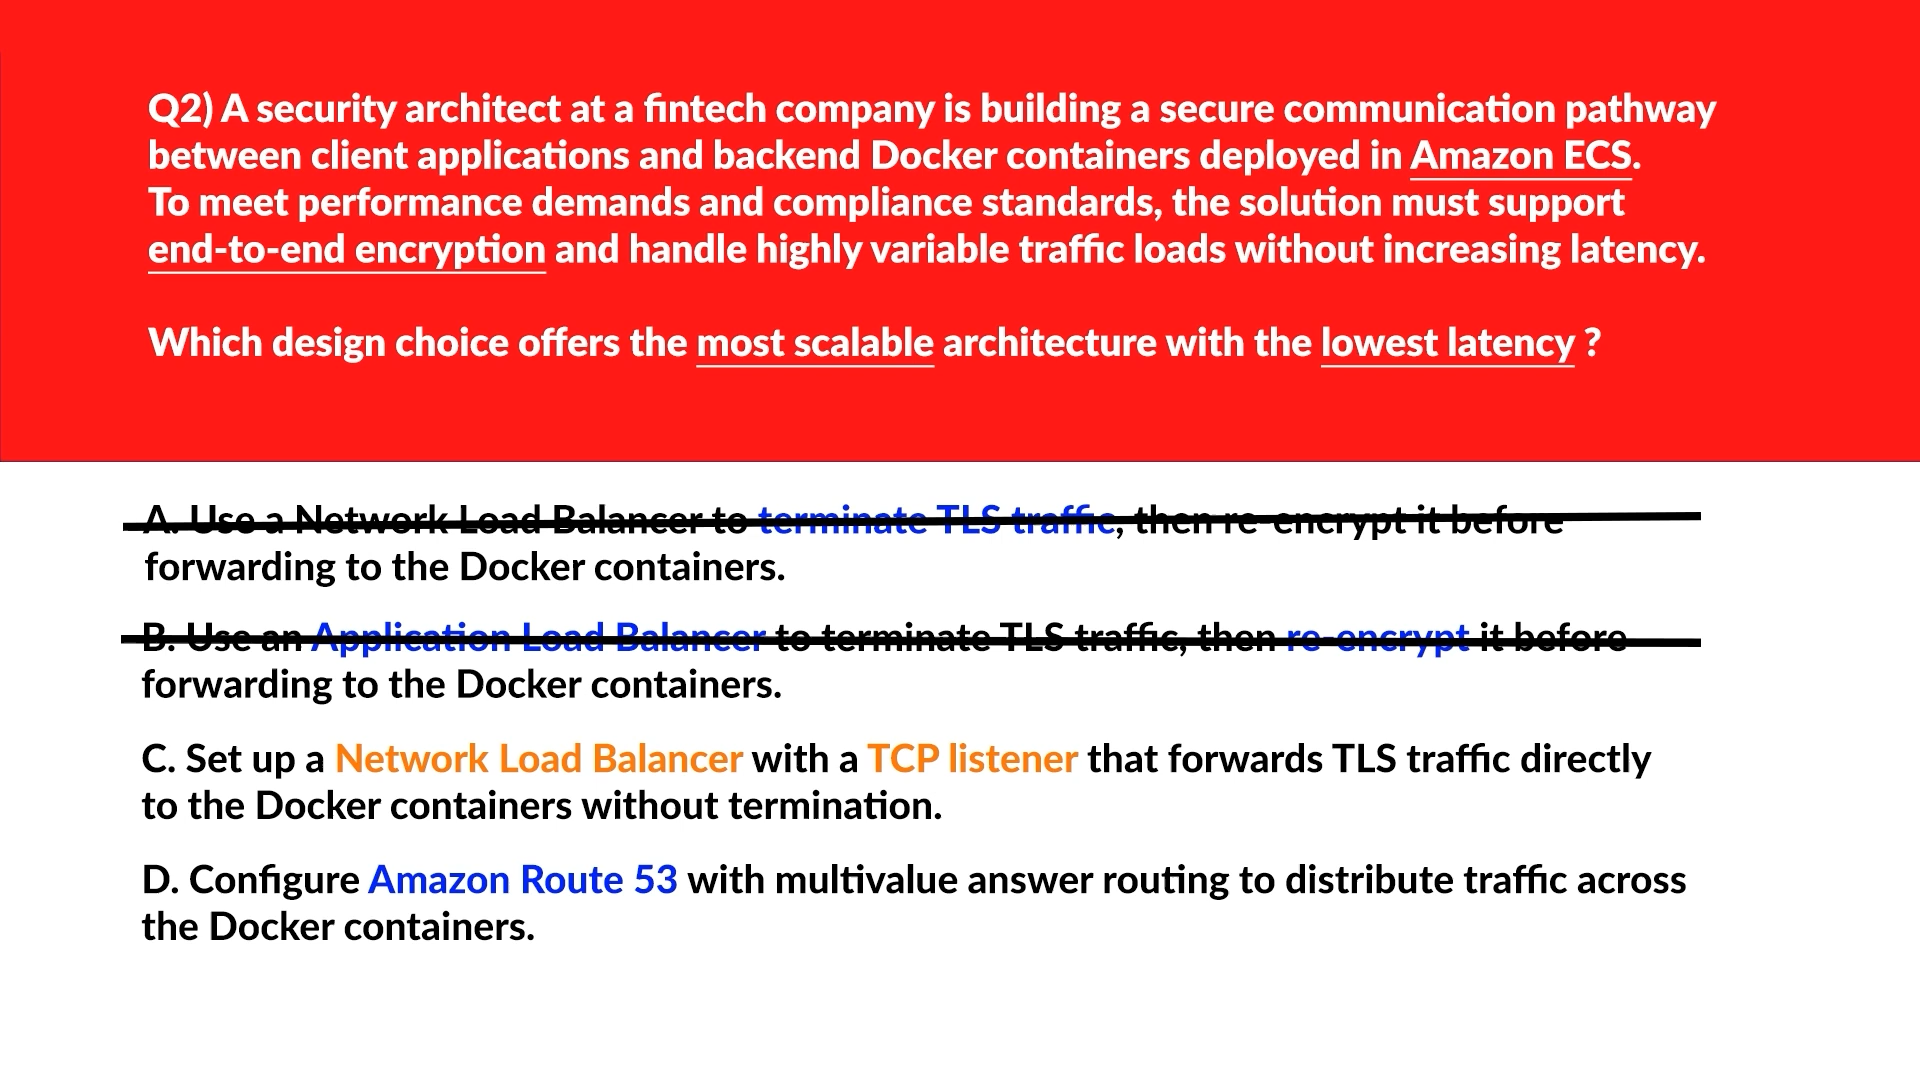 Q2) A security architect at a fintech company is building a secure communication pathway
between client applications and backend Docker containers deployed in Amazon ECS.
To meet performance demands and compliance standards, the solution must support
end-to-end encryption and handle highly variable traffic loads without increasing latency.
Which design choice offers the most scalable architecture with the lowest latency ?
A. Use a Network Load Balancer to terminate TLS traffic, then re-encrypt it before
forwarding to the Docker containers.
B. Use an Application Load Balancer to terminate TLS traffic, then re-encrypt it before
forwarding to the Docker containers.
C. Set up a Network Load Balancer with a TCP listener that forwards TLS traffic directly
to the Docker containers without termination.
D. Configure Amazon Route 53 with multivalue answer routing to distribute traffic across
the Docker containers.